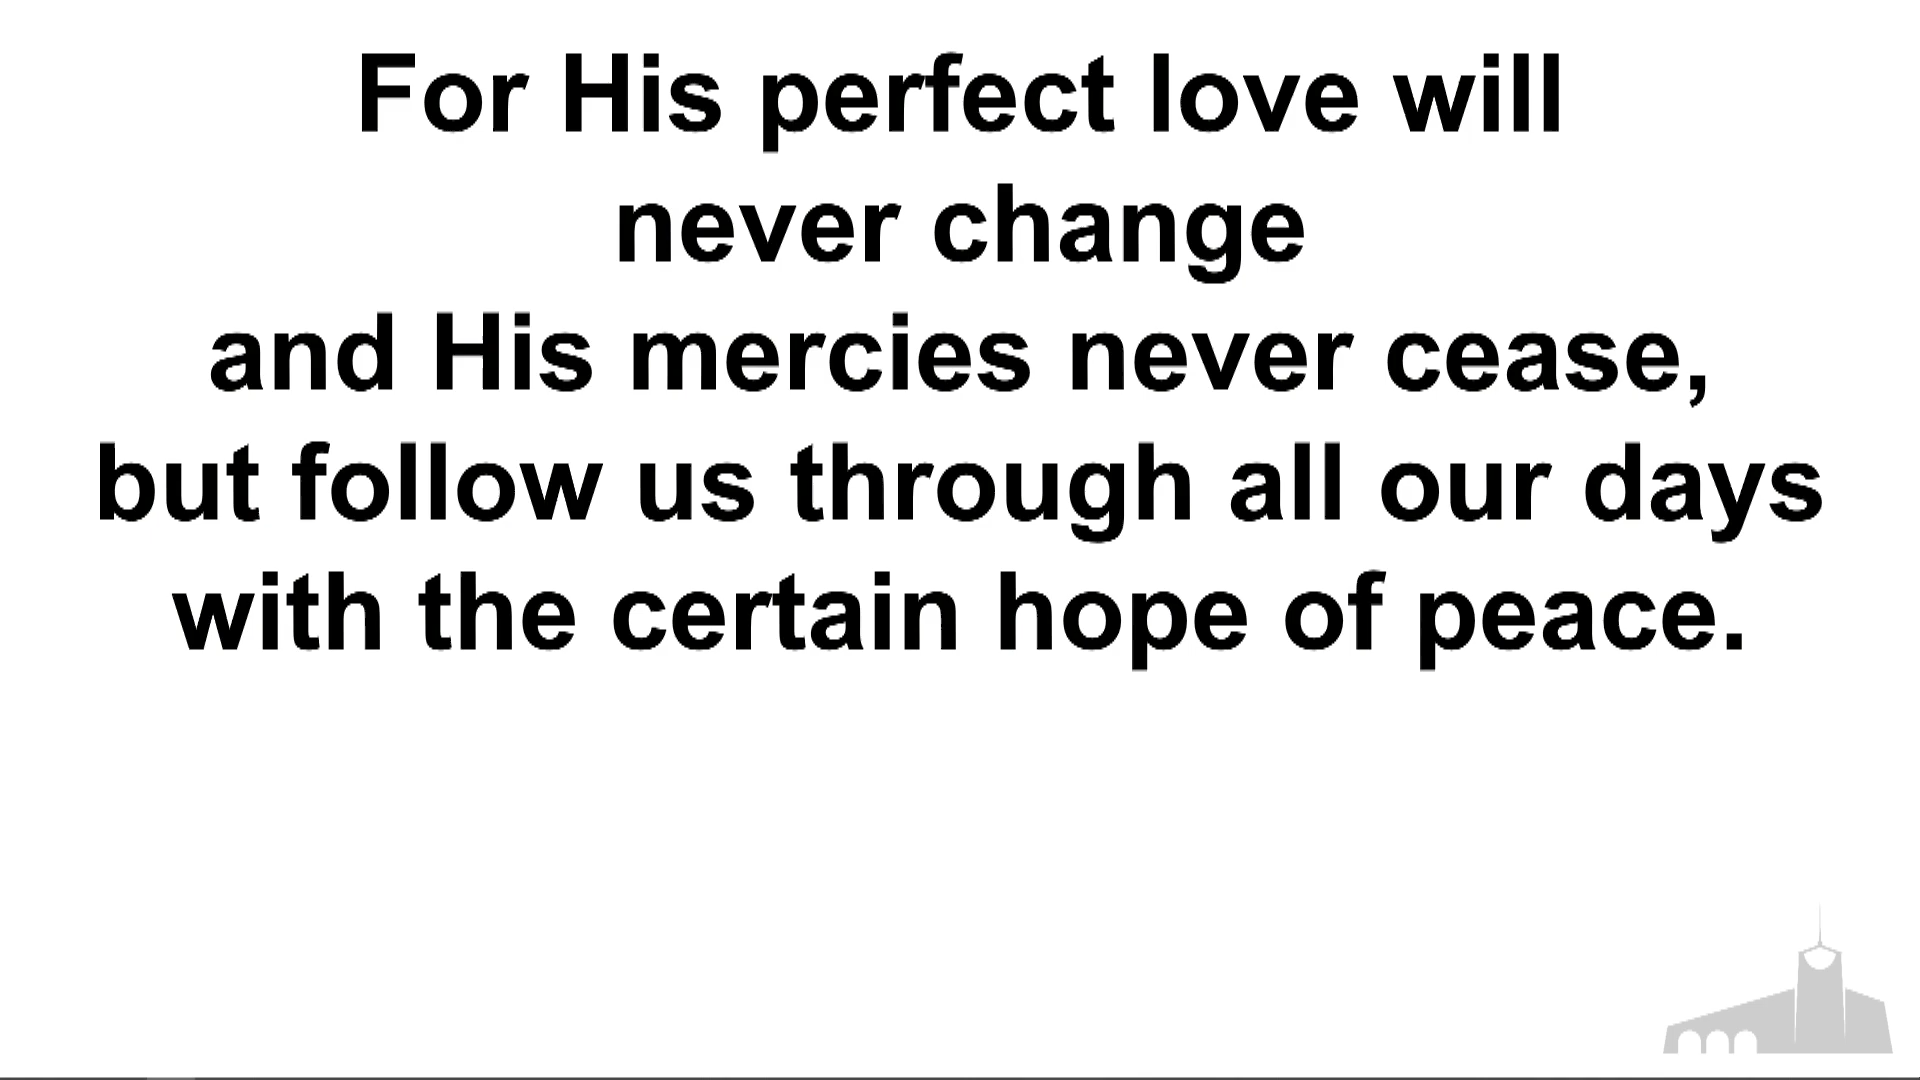 For His perfect love will
never change
and His mercies never cease,
but follow us through all our days
with the certain hope of peace.